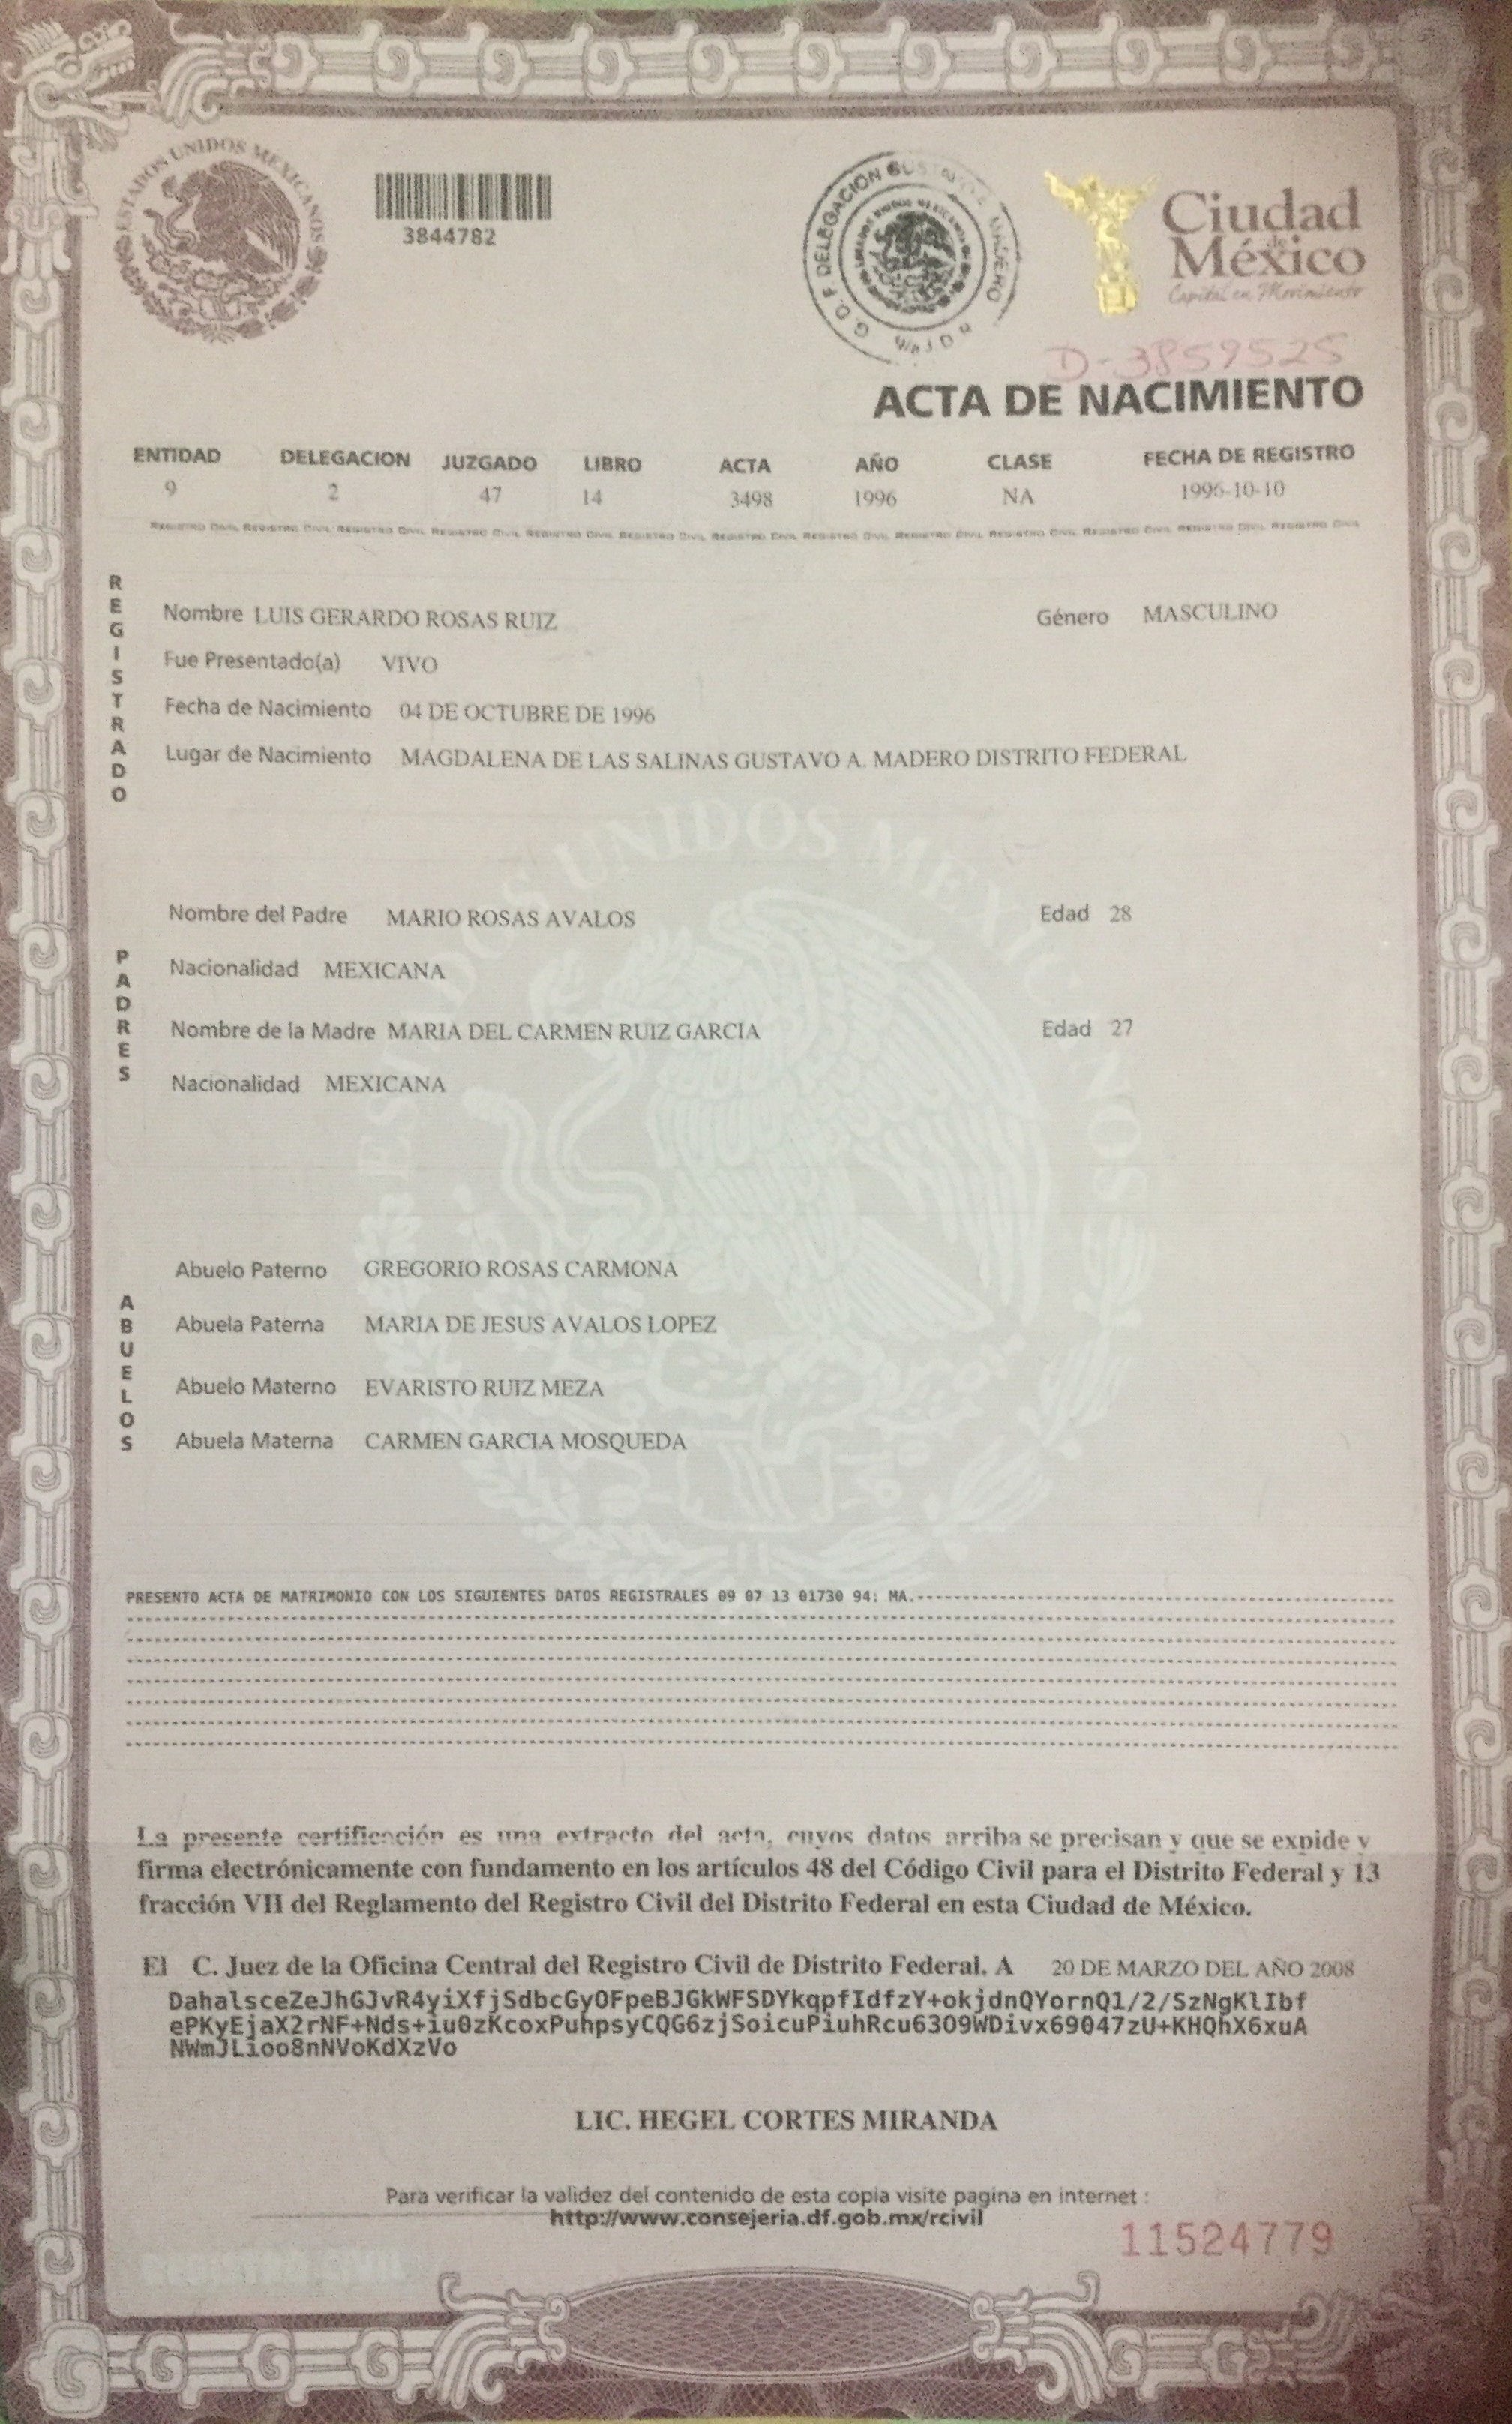 ESTADOS UNIDOS MEXICANOS
3844782
G. D. F. DELEGACION
Ciudad
de
México
Capital en Movimiento
D-3859525
ACTA DE NACIMIENTO
ENTIDAD DELEGACION JUZGADO LIBRO ACTA AÑO CLASE FECHA DE REGISTRO
9 2 47 14 3498 1996 NA 1996-10-10
REGISTRO CIVIL REGISTRO CIVIL REGISTRO CIVIL REGISTRO CIVIL REGISTRO CIVIL REGISTRO CIVIL REGISTRO CIVIL REGISTRO CIVIL REGISTRO CIVIL REGISTRO CIVIL REGISTRO CIVIL REGISTRO CIVIL REGISTRO CIVIL
REGISTRADO
Nombre LUIS GERARDO ROSAS RUIZ Género MASCULINO
Fue Presentado(a) VIVO
Fecha de Nacimiento 04 DE OCTUBRE DE 1996
Lugar de Nacimiento MAGDALENA DE LAS SALINAS GUSTAVO A. MADERO DISTRITO FEDERAL
PADRES
Nombre del Padre MARIO ROSAS AVALOS Edad 28
Nacionalidad MEXICANA
Nombre de la Madre MARIA DEL CARMEN RUIZ GARCIA Edad 27
Nacionalidad MEXICANA
ABUELOS
Abuelo Paterno GREGORIO ROSAS CARMONA
Abuela Paterna MARIA DE JESUS AVALOS LOPEZ
Abuelo Materno EVARISTO RUIZ MEZA
Abuela Materna CARMEN GARCIA MOSQUEDA
PRESENTO ACTA DE MATRIMONIO CON LOS SIGUIENTES DATOS REGISTRALES 09 07 13 01730 94: MA.
La presente certificación es una extracto del acta, cuyos datos arriba se precisan y que se expide y
firma electrónicamente con fundamento en los artículos 48 del Código Civil para el Distrito Federal y 13
fracción VII del Reglamento del Registro Civil del Distrito Federal en esta Ciudad de México.
El C. Juez de la Oficina Central del Registro Civil de Distrito Federal. A 20 DE MARZO DEL AÑO 2008
DahalsceZeJhGJvR4yiXfjSdbcGyOFpeBJGkWFSDYkqpfIdfzY+okjdnQYornQ1/2/SzNgKlIbf
ePKyEjaX2rNF+Nds+iu0zKcoxPuhpsyCQG6zjSoicuPiuhRcu63O9WDivx69047zU+KHQhX6xuA
NWmJLioo8nNVoKdXzVo
LIC. HEGEL CORTES MIRANDA
Para verificar la validez del contenido de esta copia visite pagina en internet :
http://www.consejeria.df.gob.mx/rcivil
11524779